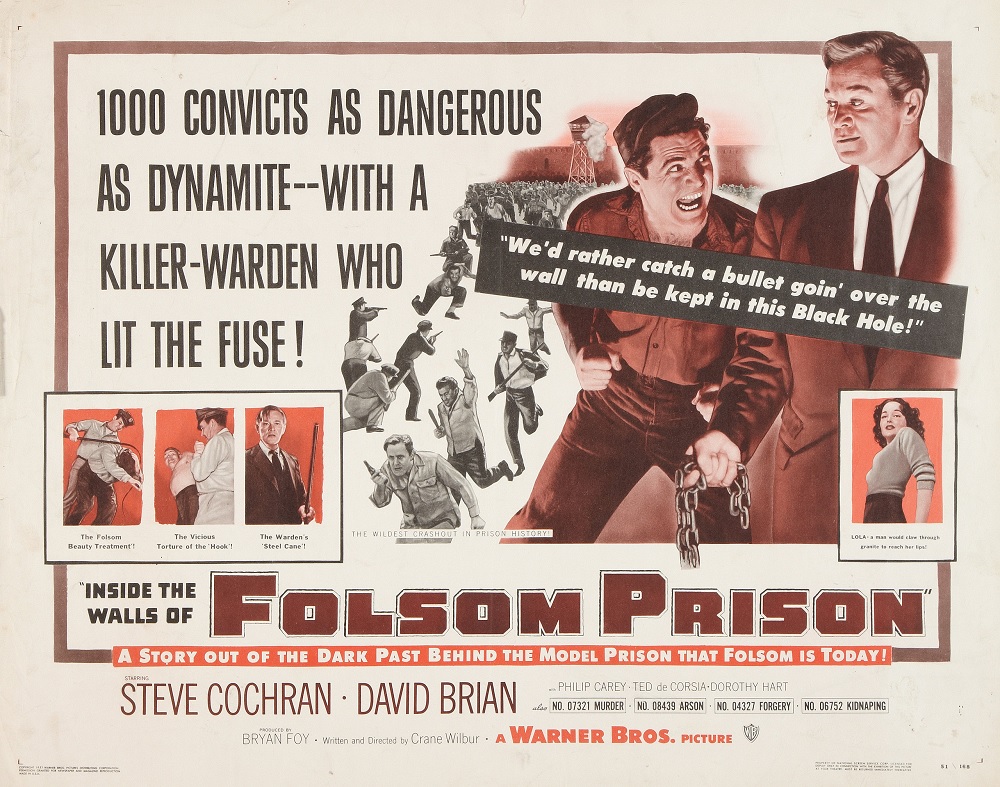 1000 CONVICTS AS DANGEROUS
AS DYNAMITE--WITH A
KILLER-WARDEN WHO
LIT THE FUSE!
"We'd rather catch a bullet goin' over the
wall than be kept in this Black Hole!"
The Folsom
Beauty Treatment'!
The Vicious
Torture of the 'Hook'!
The Warden's
'Steel Cane'!
THE WILDEST CRASHOUT IN PRISON HISTORY!
LOLA - a man would claw through
granite to reach her lips!
"INSIDE THE
WALLS OF
FOLSOM PRISON"
A STORY OUT OF THE DARK PAST BEHIND THE MODEL PRISON THAT FOLSOM IS TODAY!
STARRING
STEVE COCHRAN · DAVID BRIAN
with PHILIP CAREY · TED de CORSIA · DOROTHY HART
also NO. 07321 MURDER · NO. 08439 ARSON · NO. 04327 FORGERY · NO. 06752 KIDNAPING
PRODUCED BY
BRYAN FOY · Written and Directed by Crane Wilbur · A WARNER BROS. PICTURE
WB
51 168